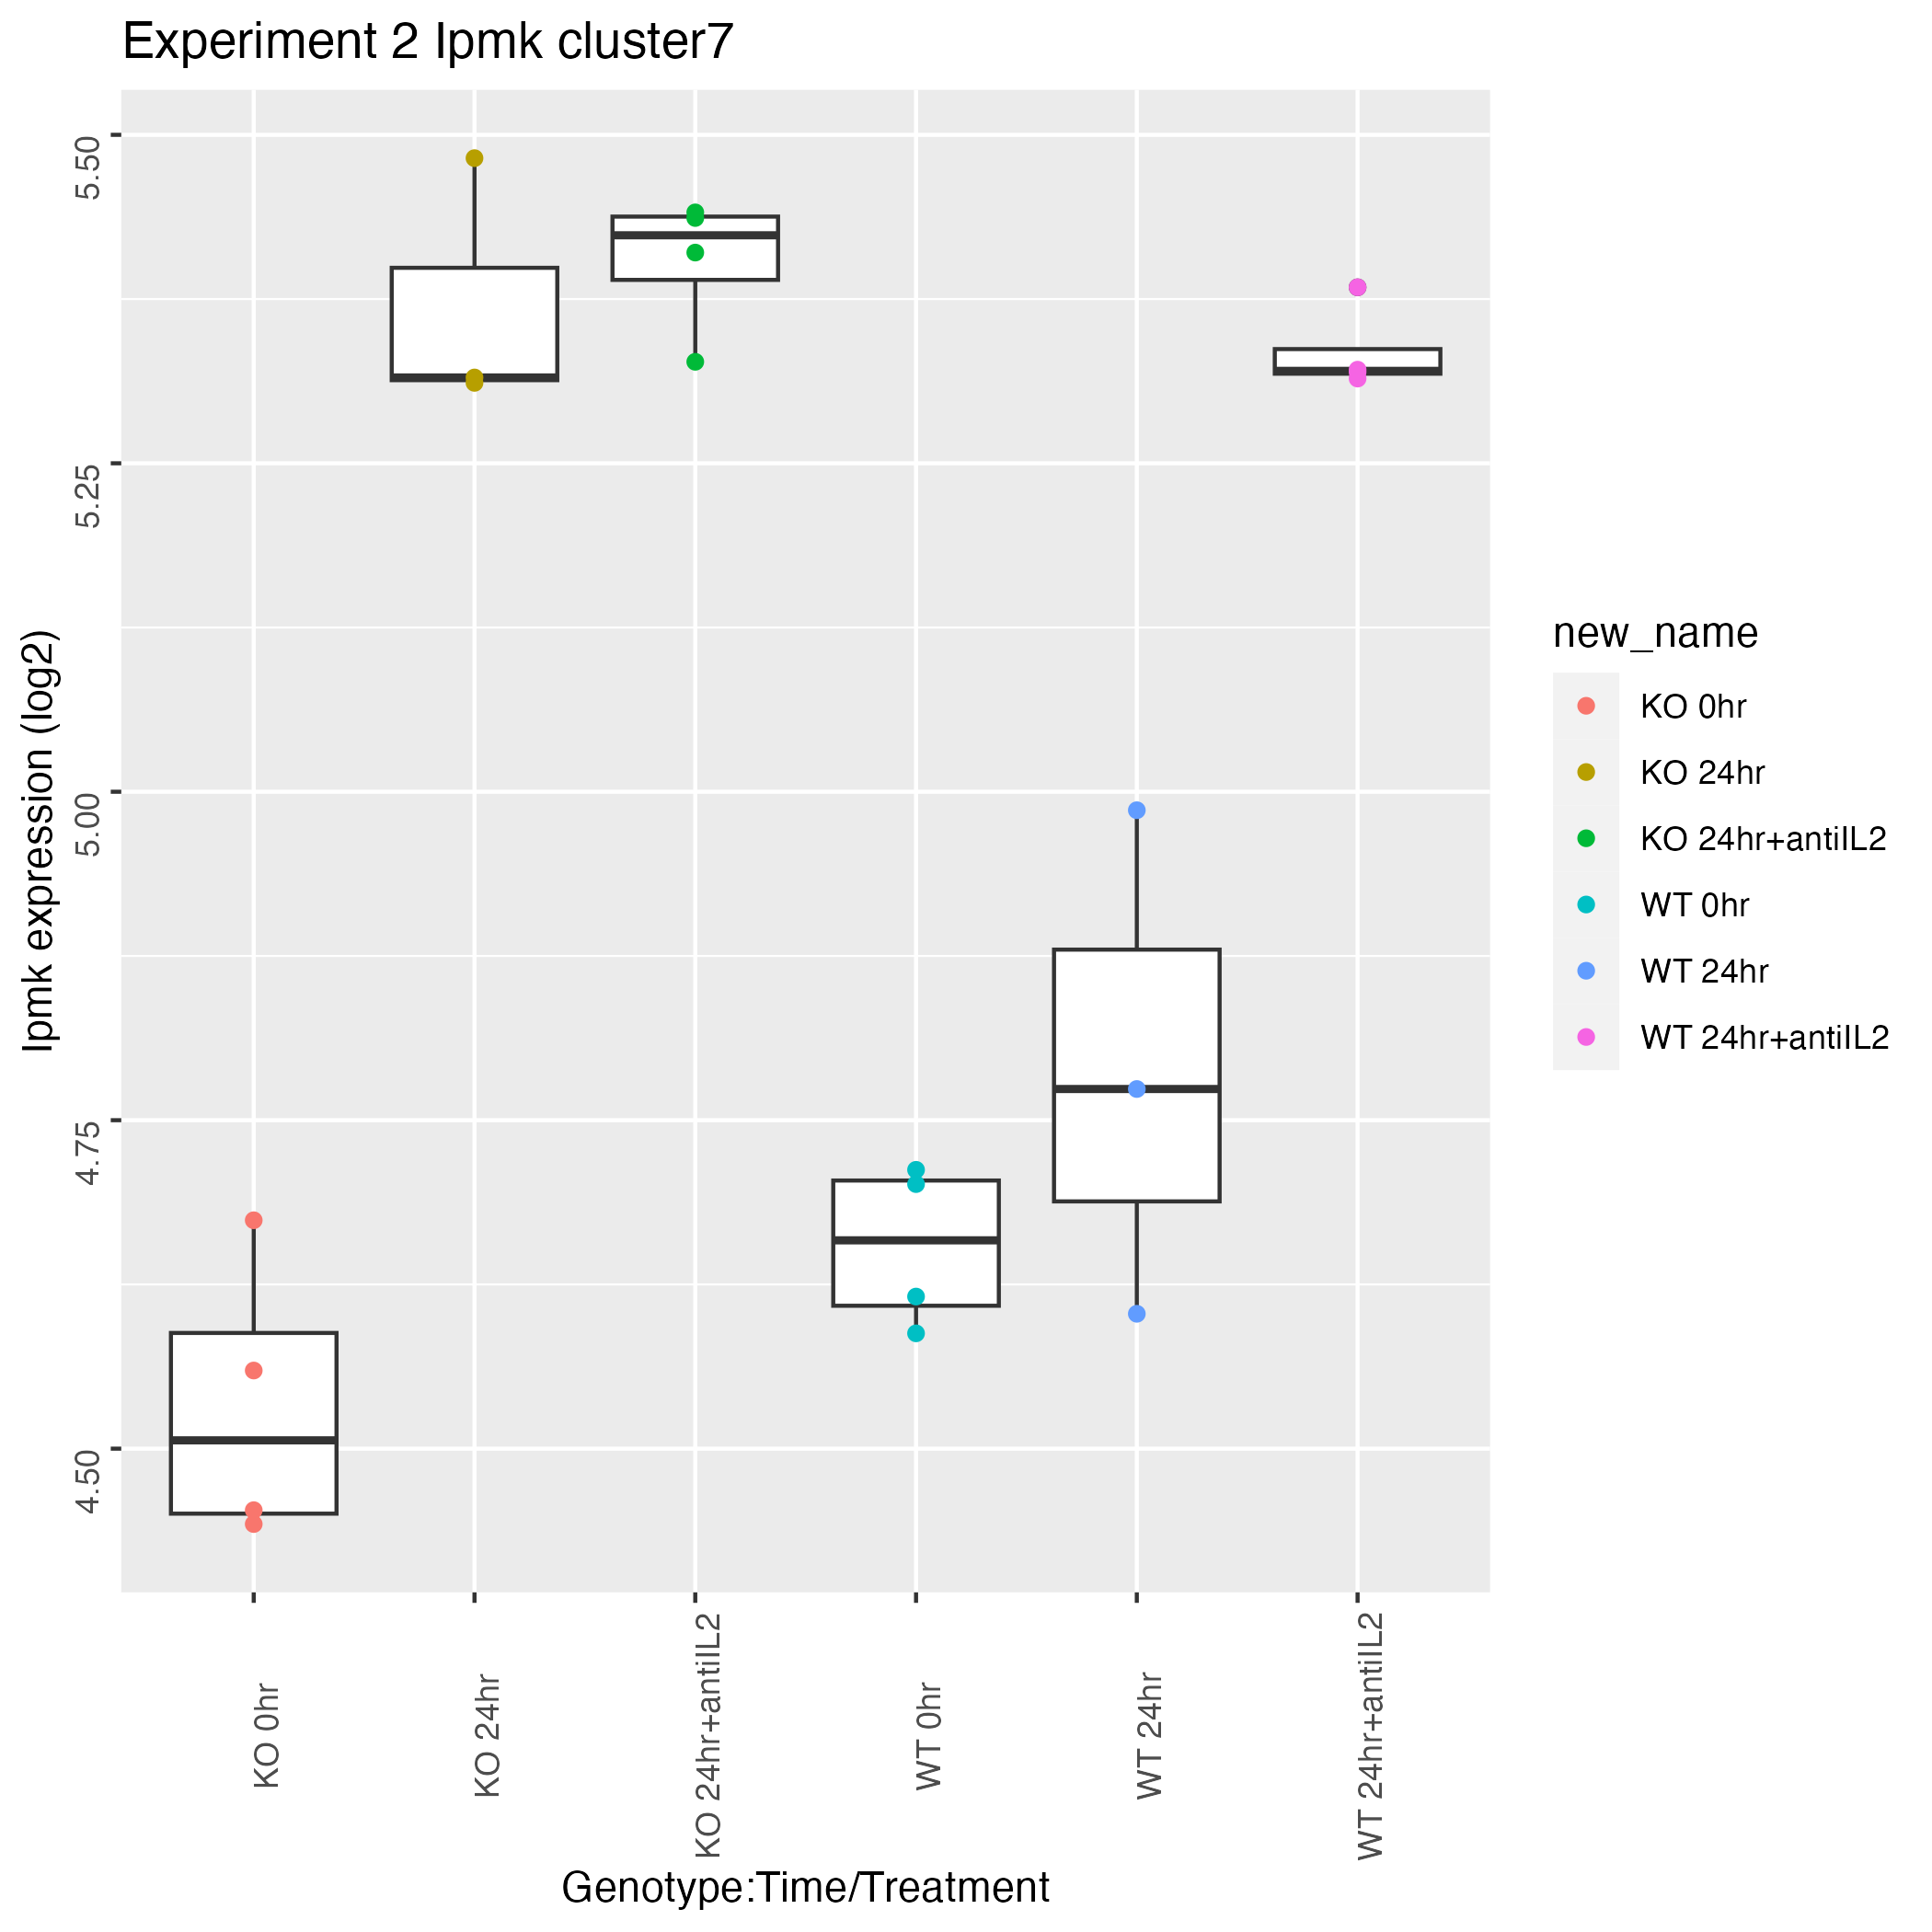 Experiment 2 Ipmk cluster7
Ipmk expression (log2)
5.50
5.25
5.00
4.75
4.50
KO 0hr
KO 24hr
KO 24hr+antiIL2
WT 0hr
WT 24hr
WT 24hr+antiIL2
Genotype:Time/Treatment
new_name
KO 0hr
KO 24hr
KO 24hr+antiIL2
WT 0hr
WT 24hr
WT 24hr+antiIL2